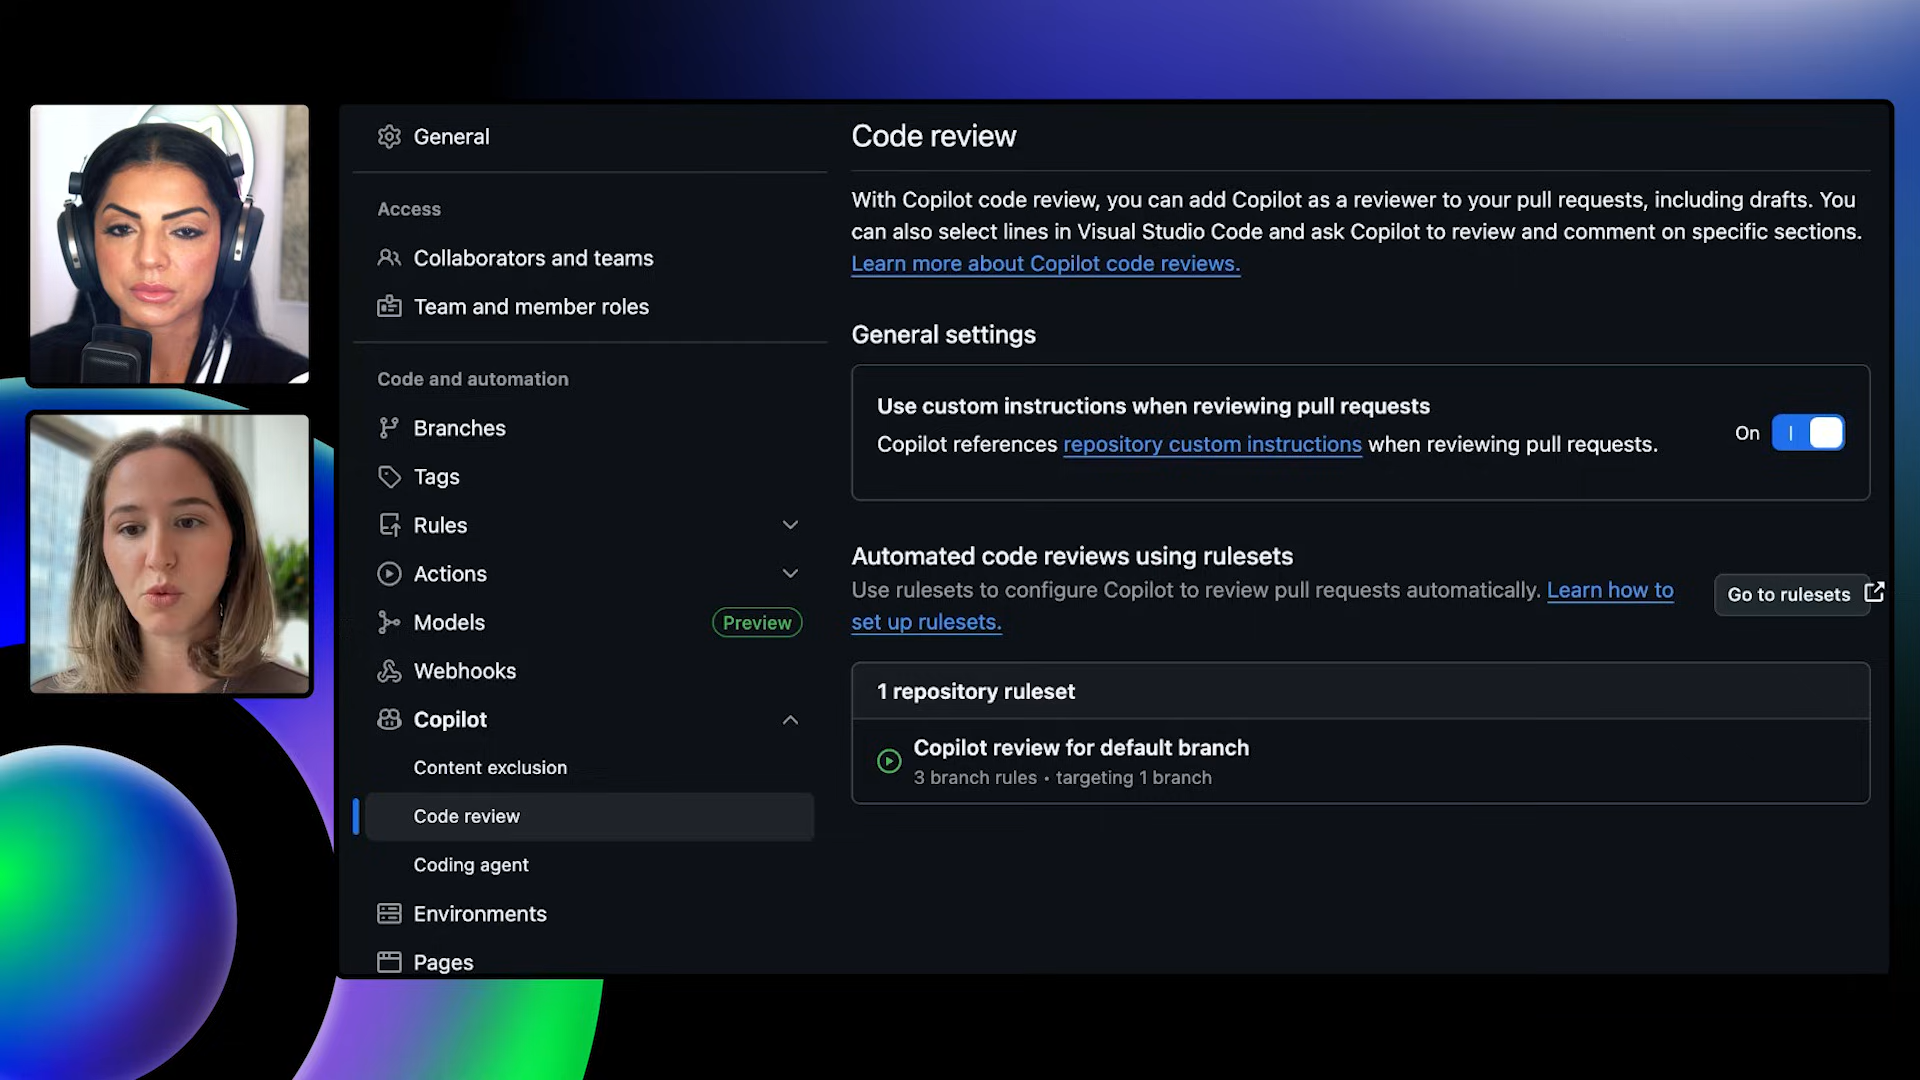 General
Access
Collaborators and teams
Team and member roles
Code and automation
Branches
Tags
Rules
Actions
Models Preview
Webhooks
Copilot
Content exclusion
Code review
Coding agent
Environments
Pages
Code review
With Copilot code review, you can add Copilot as a reviewer to your pull requests, including drafts. You
can also select lines in Visual Studio Code and ask Copilot to review and comment on specific sections.
Learn more about Copilot code reviews.
General settings
Use custom instructions when reviewing pull requests
Copilot references repository custom instructions when reviewing pull requests.
On
Automated code reviews using rulesets
Use rulesets to configure Copilot to review pull requests automatically. Learn how to
set up rulesets.
Go to rulesets
1 repository ruleset
Copilot review for default branch
3 branch rules • targeting 1 branch